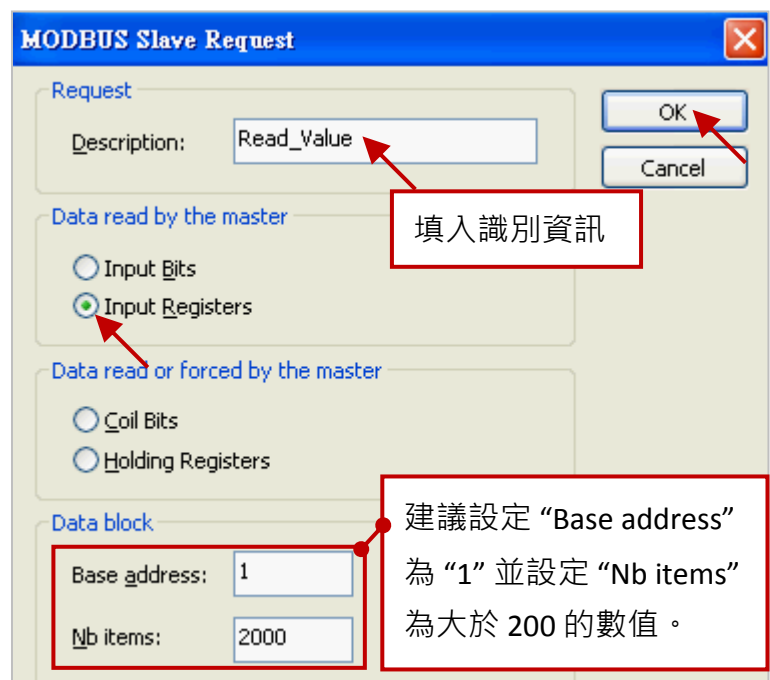 MODBUS Slave Request
Request
OK
Description:
Read_Value
Cancel
Data read by the master
填入識別資訊
Input Bits
Input Registers
Data read or forced by the master
Coil Bits
Holding Registers
Data block
建議設定 “Base address”
為 “1” 並設定 “Nb items”
為大於 200 的數值。
Base address:
1
Nb items:
2000